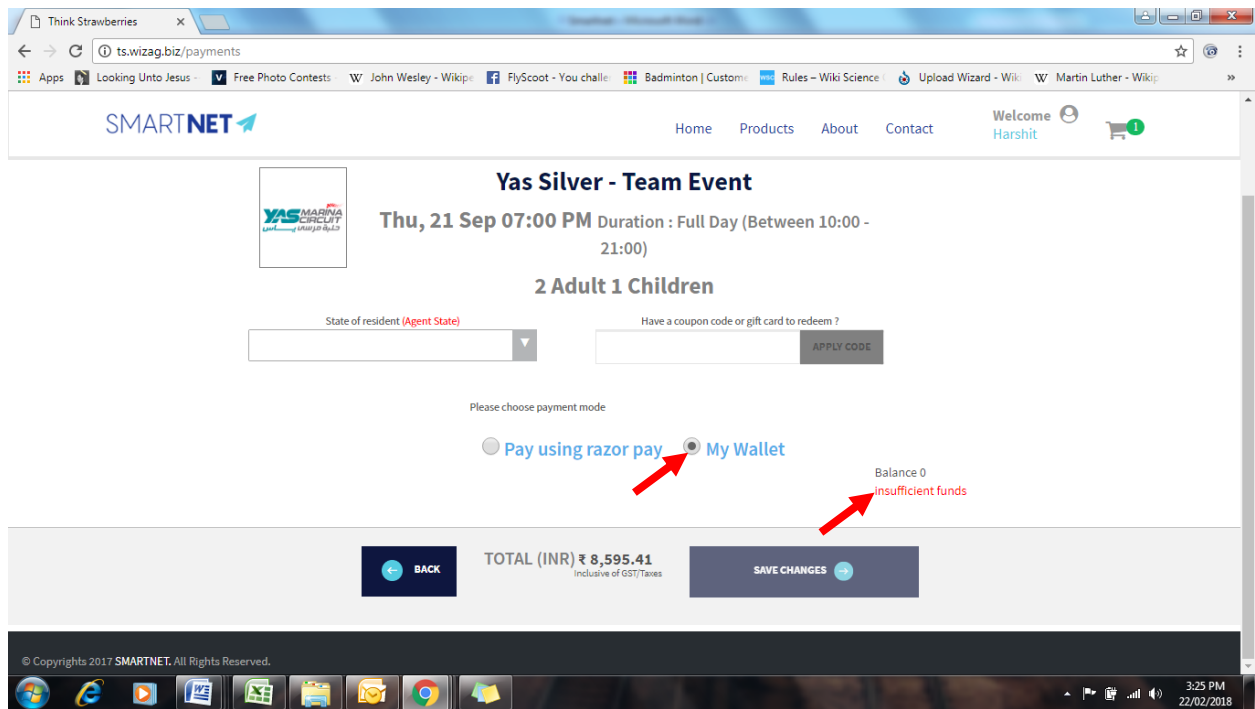 Think Strawberries
ts.wizag.biz/payments
Apps Looking Unto Jesus - Free Photo Contests - John Wesley - Wikipe FlyScoot - You challe Badminton | Custome Rules – Wiki Science Upload Wizard - Wik Martin Luther - Wikip »
SMARTNET
Home Products About Contact
Welcome
Harshit
1
YAS MARINA
CIRCUIT
حلبة مرسى ياس
Yas Silver - Team Event
Thu, 21 Sep 07:00 PM Duration : Full Day (Between 10:00 -
21:00)
2 Adult 1 Children
State of resident (Agent State)
Have a coupon code or gift card to redeem ?
APPLY CODE
Please choose payment mode
Pay using razor pay My Wallet
Balance 0
insufficient funds
BACK
TOTAL (INR) ₹ 8,595.41
Inclusive of GST/Taxes
SAVE CHANGES
© Copyrights 2017 SMARTNET. All Rights Reserved.
3:25 PM
22/02/2018